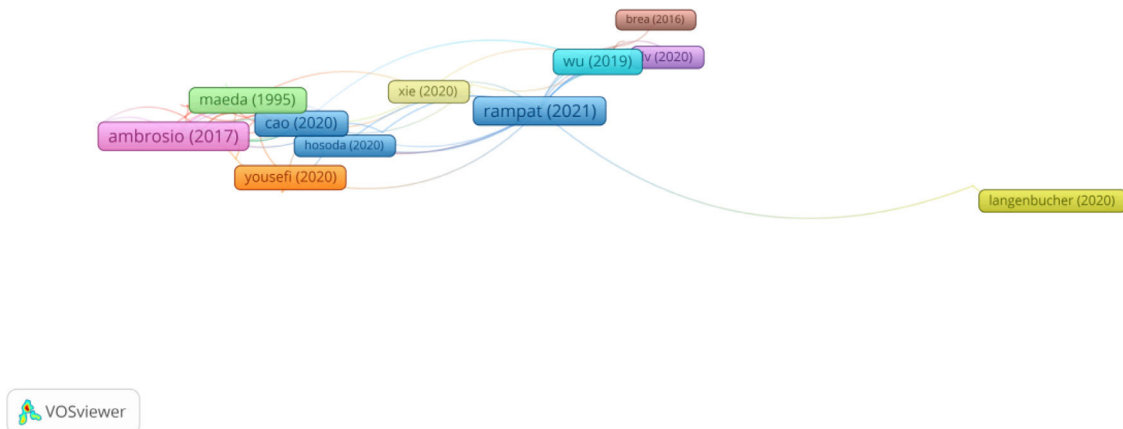 brea (2016)
wu (2019)
(2020)
xie (2020)
maeda (1995)
rampat (2021)
cao (2020)
ambrosio (2017)
hosoda (2020)
yousefi (2020)
langenbucher (2020)
VOSviewer